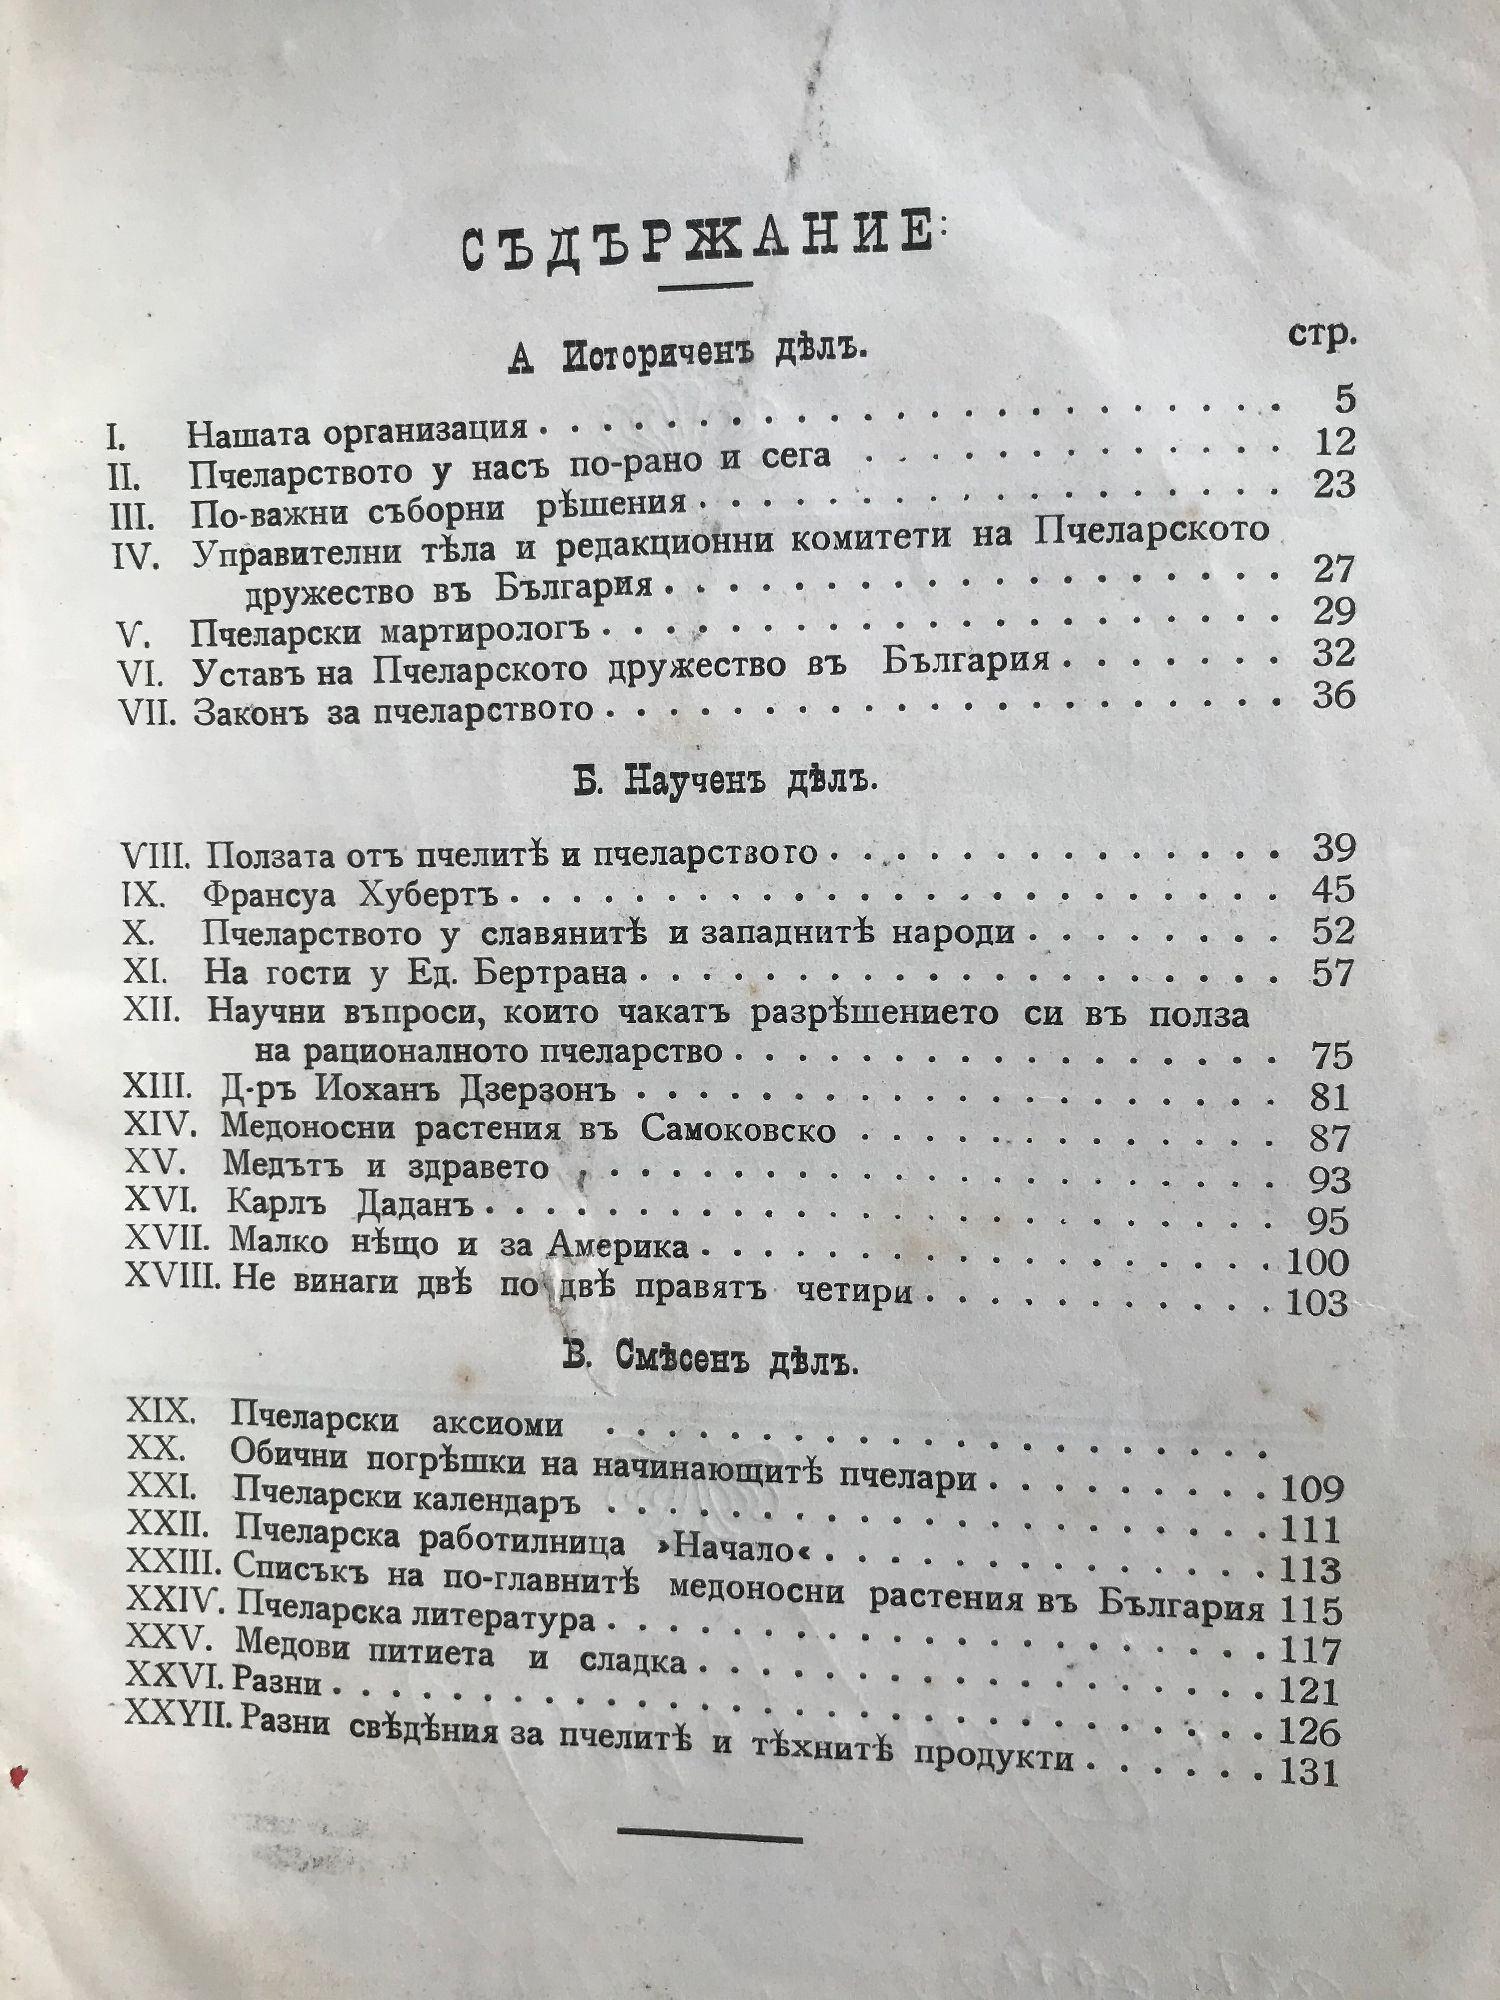 СЪДЪРЖАНИЕ:
стр.
А Историченъ дѣлъ.
I. Нашата организация . . . . . . . . . . . . . . . . . . 5
II. Пчеларството у насъ по-рано и сега . . . . . . . . . . . 12
III. По-важни съборни рѣшения . . . . . . . . . . . . . . 23
IV. Управителни тѣла и редакционни комитети на Пчеларското
дружество въ България . . . . . . . . . . . . . . . . 27
V. Пчеларски мартирологъ . . . . . . . . . . . . . . . . . 29
VI. Уставъ на Пчеларското дружество въ България . . . . . . . 32
VII. Законъ за пчеларството . . . . . . . . . . . . . . . . . 36
Б. Наученъ дѣлъ.
VIII. Ползата отъ пчелитѣ и пчеларствого . . . . . . . . . . . . 39
IX. Франсуа Хубертъ . . . . . . . . . . . . . . . . . . . 45
X. Пчеларството у славянитѣ и западнитѣ народи . . . . . . . . 52
XI. На гости у Ед. Бертрана . . . . . . . . . . . . . . . . 57
XII. Научни въпроси, които чакатъ разрѣшението си въ полза
на рационалното пчеларство . . . . . . . . . . . . . . 75
XIII. Д-ръ Иоханъ Дзерзонъ . . . . . . . . . . . . . . . . 81
XIV. Медоносни растения въ Самоковско . . . . . . . . . . . 87
XV. Медътъ и здравето . . . . . . . . . . . . . . . . . 93
XVI. Карлъ Даданъ . . . . . . . . . . . . . . . . . . . 95
XVII. Малко нѣщо и за Америка . . . . . . . . . . . . . . 100
XVIII. Не винаги двѣ по двѣ правятъ четири . . . . . . . . . . 103
В. Смѣсенъ дѣлъ.
XIX. Пчеларски аксиоми . . . . . . . . . . . . . . . . .
XX. Обични погрѣшки на начинающитѣ пчелари . . . . . . . . . 109
XXI. Пчеларски календаръ . . . . . . . . . . . . . . . . . 111
XXII. Пчеларска работилница »Начало« . . . . . . . . . . . . 113
XXIII. Списъкъ на по-главнитѣ медоносни растения въ България 115
XXIV. Пчеларска литература . . . . . . . . . . . . . . . . . 117
XXV. Медови питиета и сладка . . . . . . . . . . . . . . . 121
XXVI. Разни . . . . . . . . . . . . . . . . . . . . . . . 126
XXYII. Разни свѣдѣния за пчелитѣ и тѣхнитѣ продукти . . . . . . 131